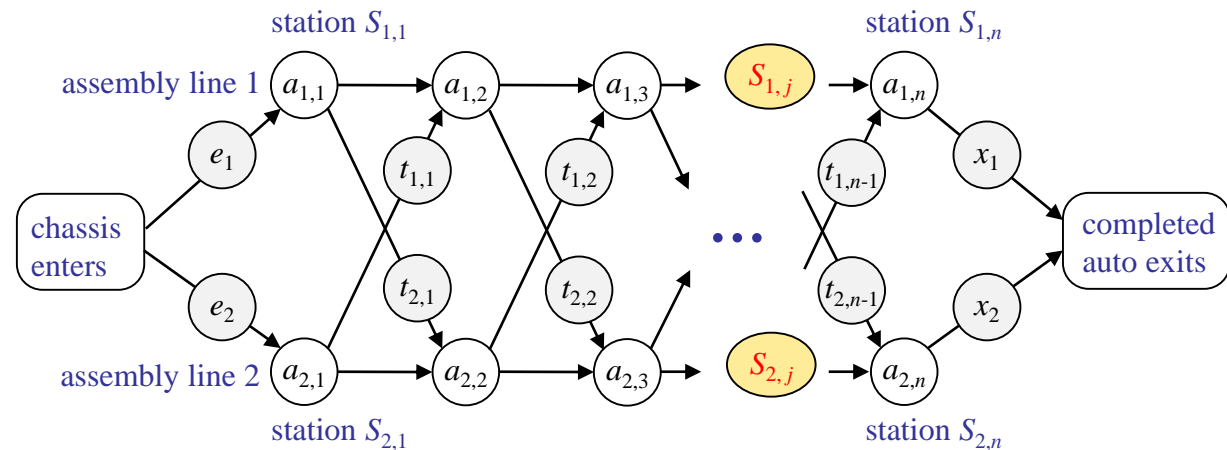 station S1,1
station S1,n
assembly line 1
a1,1
a1,2
a1,3
S1, j
a1,n
e1
t1,1
t1,2
t1,n-1
x1
chassis
enters
...
completed
auto exits
e2
t2,1
t2,2
t2,n-1
x2
assembly line 2
a2,1
a2,2
a2,3
S2, j
a2,n
station S2,1
station S2,n